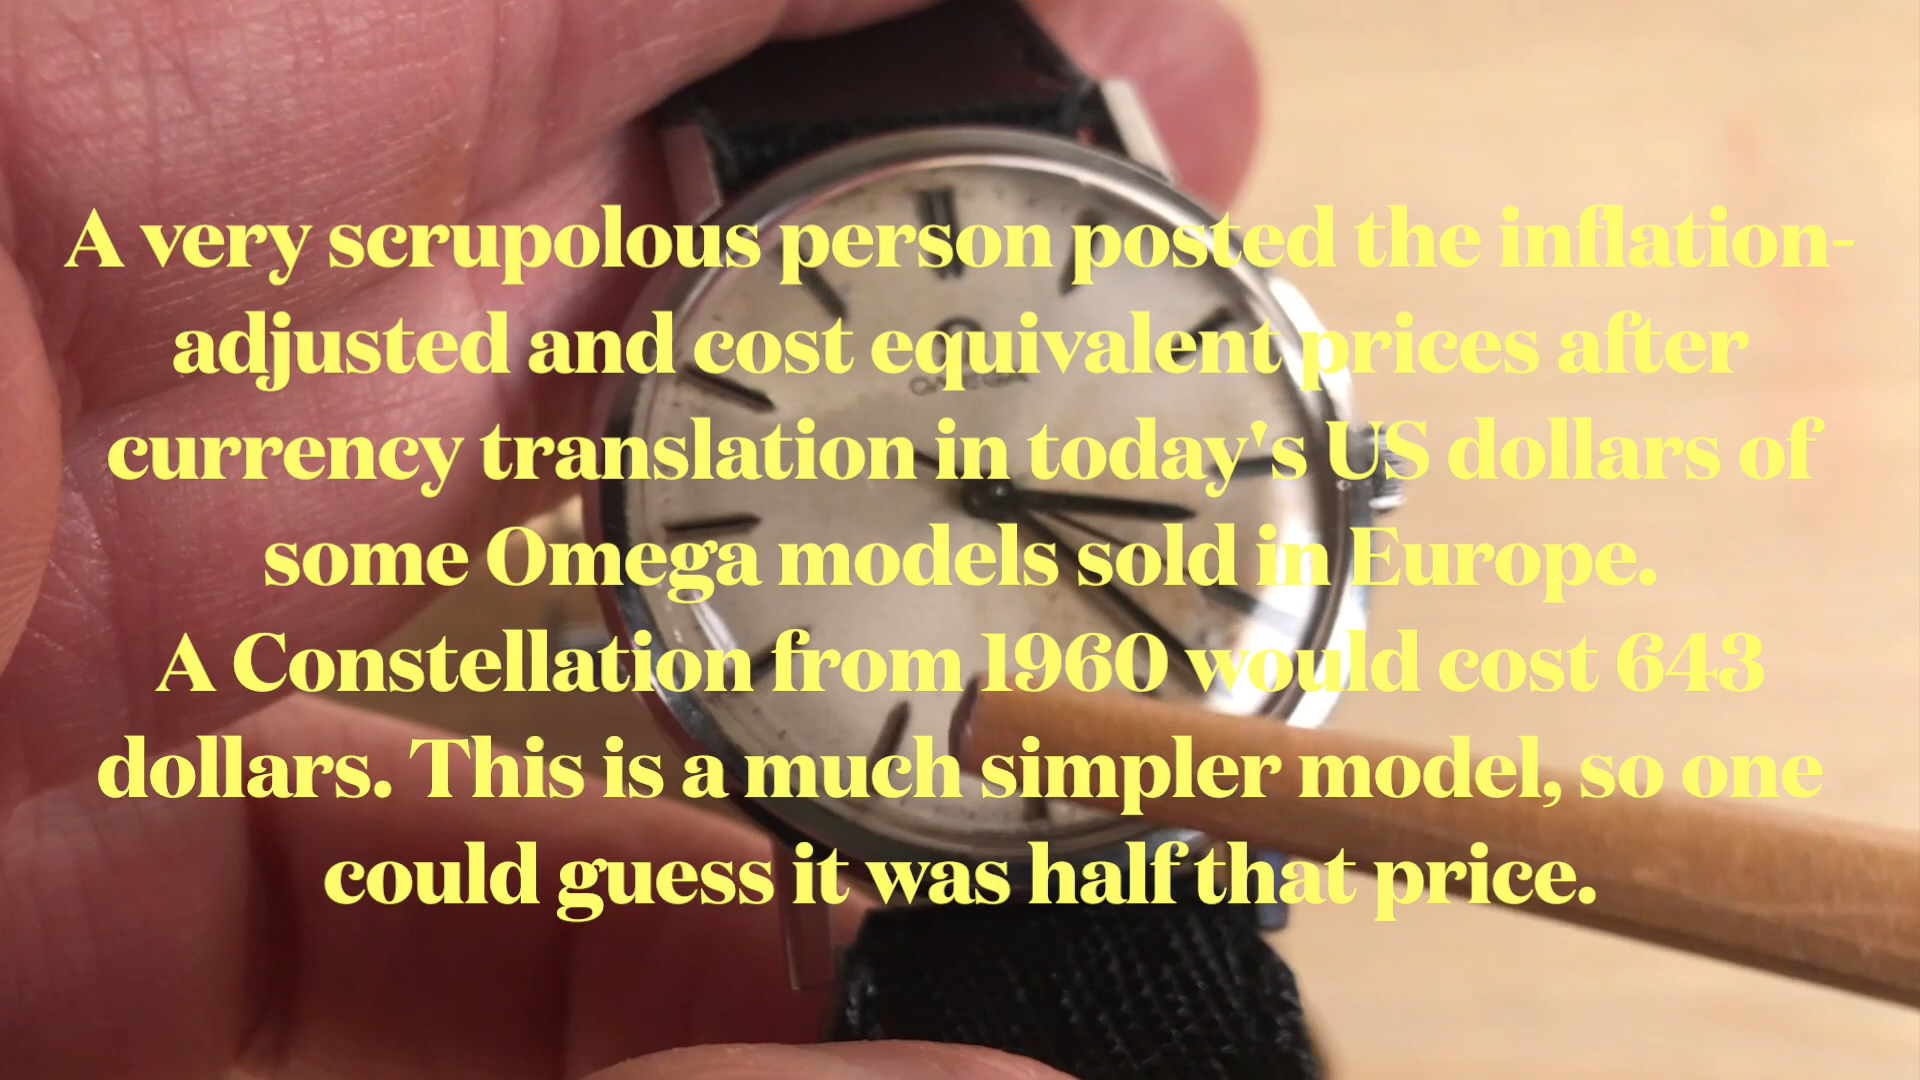 A very scrupolous person posted the inflation-
adjusted and cost equivalent prices after
currency translation in today's US dollars of
some Omega models sold in Europe.
A Constellation from 1960 would cost 643
dollars. This is a much simpler model, so one
could guess it was half that price.
OMEGA